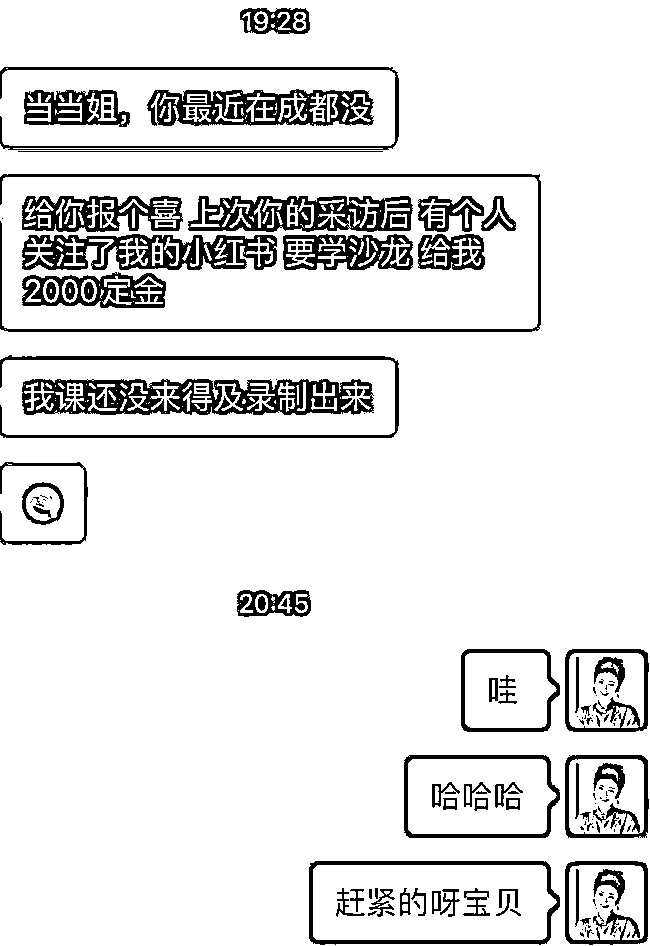 19:28
当当姐，你最近在成都没
给你报个喜 上次你的采访后 有个人
关注了我的小红书 要学沙龙 给我
2000定金
我课还没来得及录制出来
20:45
哇
哈哈哈
赶紧的呀宝贝